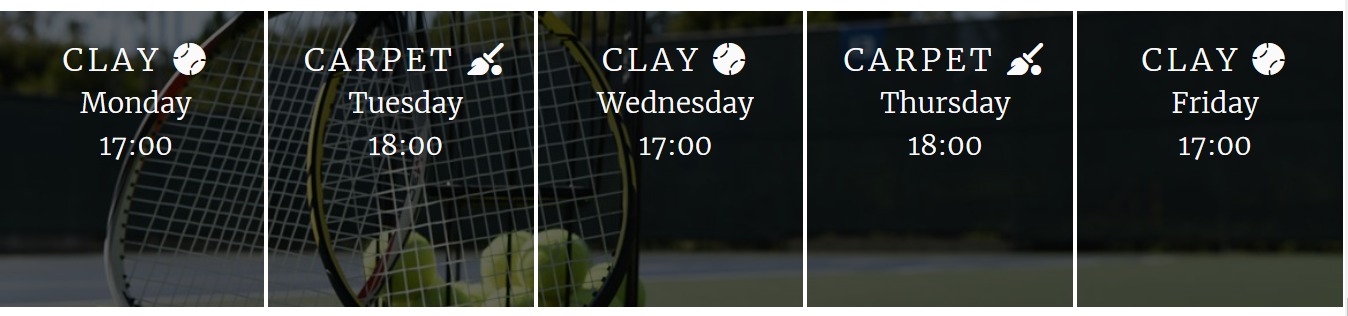 CLAY
Monday
17:00
CARPET
Tuesday
18:00
CLAY
Wednesday
17:00
CARPET
Thursday
18:00
CLAY
Friday
17:00